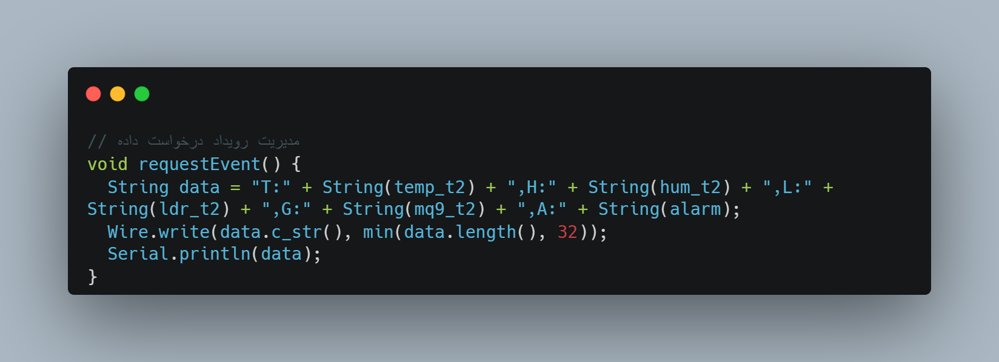 // مدیریت رویداد درخواست داده
void requestEvent() {
  String data = "T:" + String(temp_t2) + ",H:" + String(hum_t2) + ",L:" +
String(ldr_t2) + ",G:" + String(mq9_t2) + ",A:" + String(alarm);
  Wire.write(data.c_str(), min(data.length(), 32));
  Serial.println(data);
}